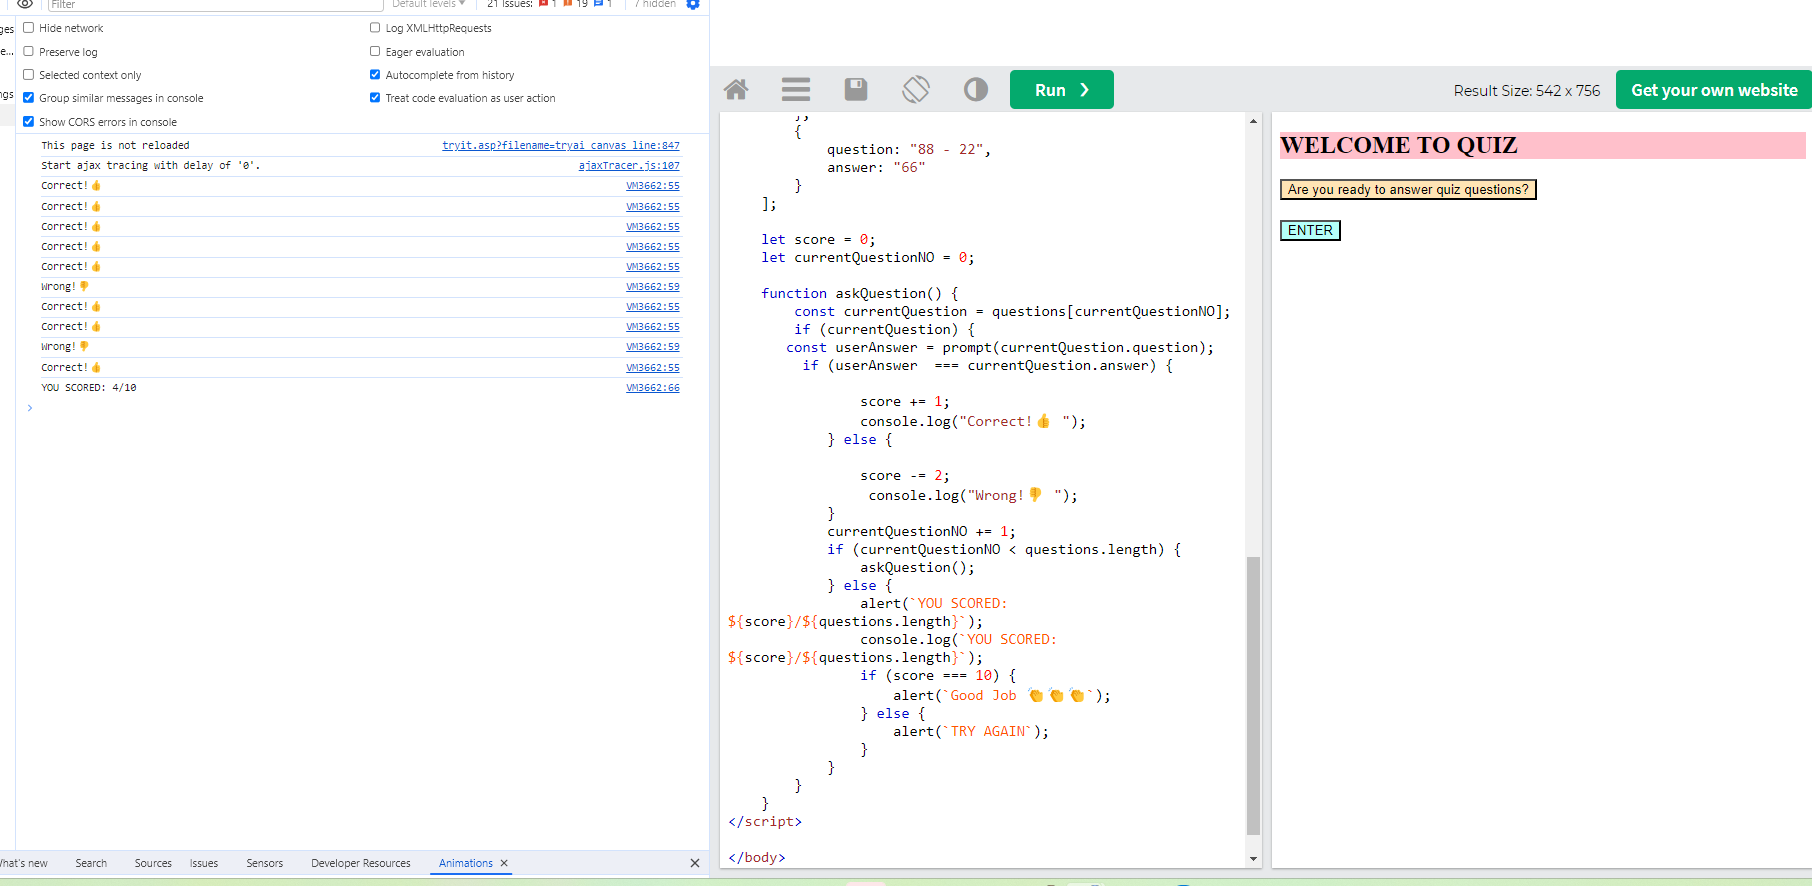 Filter
Default levels ▼
21 Issues: 1 19 1
7 hidden
Hide network
Log XMLHttpRequests
Preserve log
Eager evaluation
Selected context only
Autocomplete from history
Group similar messages in console
Treat code evaluation as user action
Show CORS errors in console
This page is not reloaded tryit.asp?filename=tryai_canvas_line:847
Start ajax tracing with delay of '0'. ajaxTracer.js:107
Correct!👍 VM3662:55
Correct!👍 VM3662:55
Correct!👍 VM3662:55
Correct!👍 VM3662:55
Correct!👍 VM3662:55
Wrong!👎 VM3662:59
Correct!👍 VM3662:55
Correct!👍 VM3662:55
Wrong!👎 VM3662:59
Correct!👍 VM3662:55
YOU SCORED: 4/10 VM3662:66
What's new Search Sources Issues Sensors Developer Resources Animations
Run ❯
Result Size: 542 x 756
Get your own website
},
{
question: "88 - 22",
answer: "66"
}
];
let score = 0;
let currentQuestionNO = 0;
function askQuestion() {
const currentQuestion = questions[currentQuestionNO];
if (currentQuestion) {
const userAnswer = prompt(currentQuestion.question);
if (userAnswer  === currentQuestion.answer) {
score += 1;
console.log("Correct!👍 ");
} else {
score -= 2;
console.log("Wrong!👎 ");
}
currentQuestionNO += 1;
if (currentQuestionNO < questions.length) {
askQuestion();
} else {
alert(`YOU SCORED:
${score}/${questions.length}`);
console.log(`YOU SCORED:
${score}/${questions.length}`);
if (score === 10) {
alert(`Good Job 👏👏👏`);
} else {
alert(`TRY AGAIN`);
}
}
}
}
</script>
</body>
WELCOME TO QUIZ
Are you ready to answer quiz questions?
ENTER